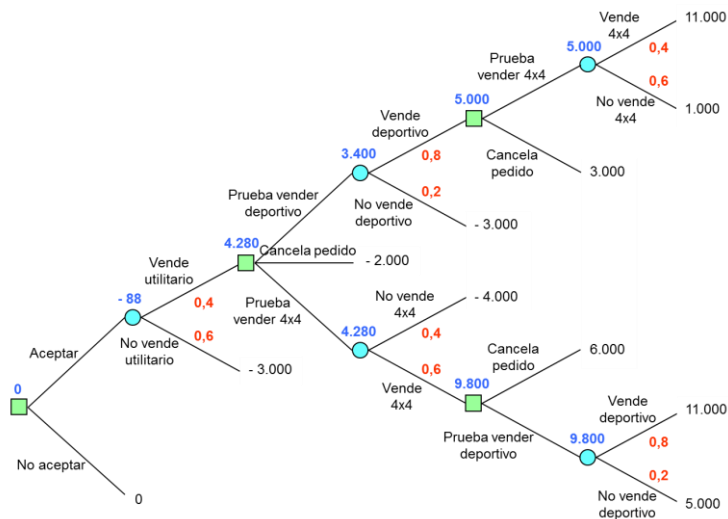 Vende
4x4
11.000
5.000
0,4
Prueba
vender 4x4
0,6
No vende
4x4
1.000
5.000
Vende
deportivo
3.400
0,8
Cancela
pedido
3.000
Prueba vender
deportivo
0,2
No vende
deportivo
- 3.000
4.280
Cancela pedido
- 2.000
Vende
utilitario
- 88
0,4
Prueba
vender 4x4
No vende
4x4
- 4.000
4.280
0,4
0,6
No vende
utilitario
- 3.000
Aceptar
0
0,6
Vende
4x4
Cancela
pedido
6.000
9.800
Prueba vender
deportivo
Vende
deportivo
11.000
9.800
0,8
0,2
No vende
deportivo
5.000
No aceptar
0